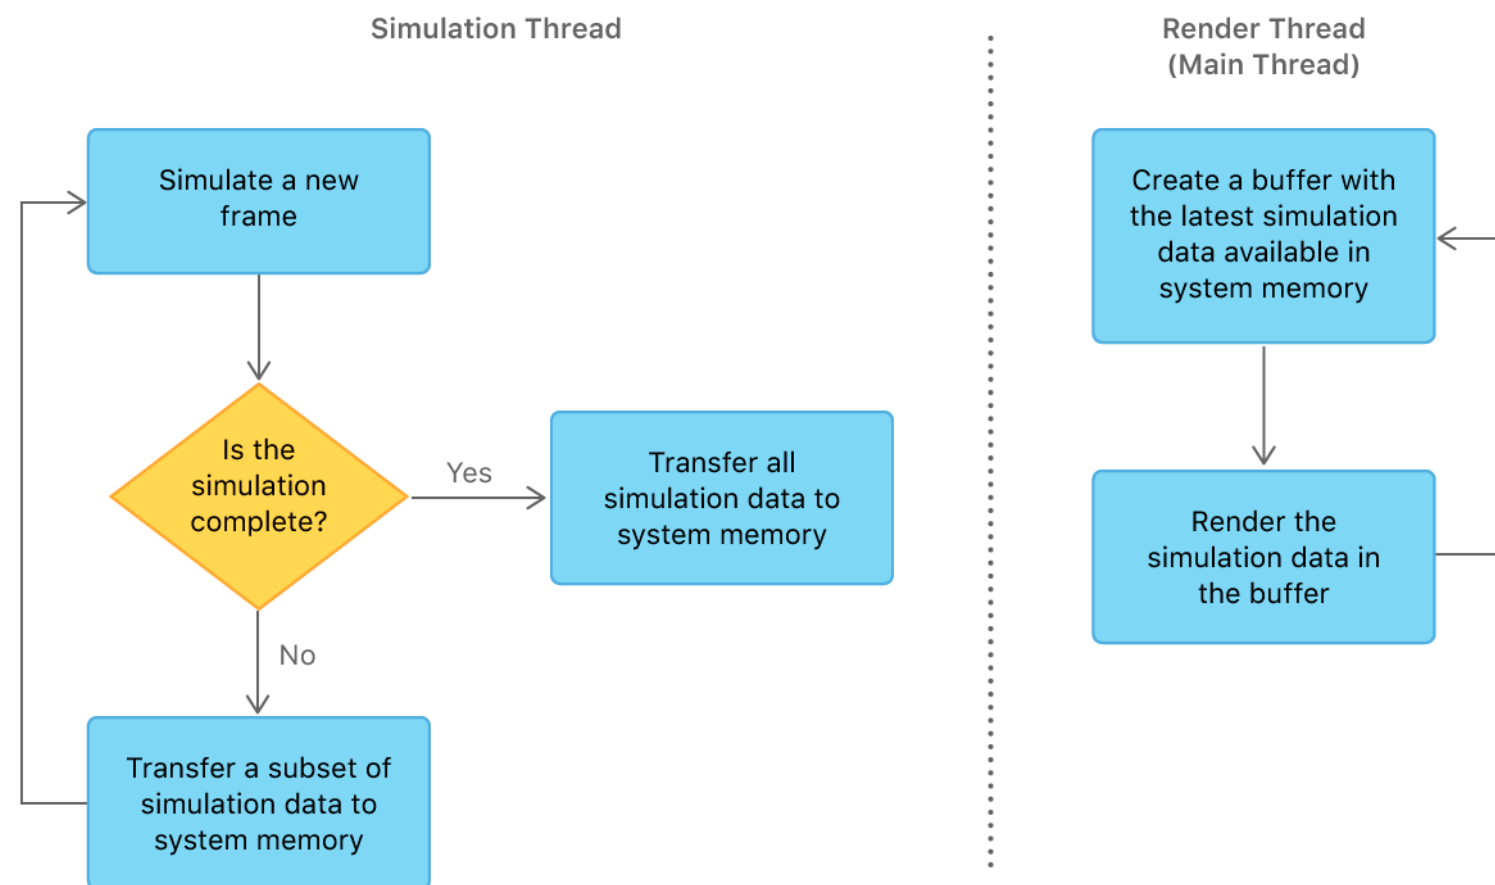 Simulation Thread
Simulate a new
frame
Is the
simulation
complete?
Yes
Transfer all
simulation data to
system memory
No
Transfer a subset of
simulation data to
system memory
Render Thread
(Main Thread)
Create a buffer with
the latest simulation
data available in
system memory
Render the
simulation data in
the buffer